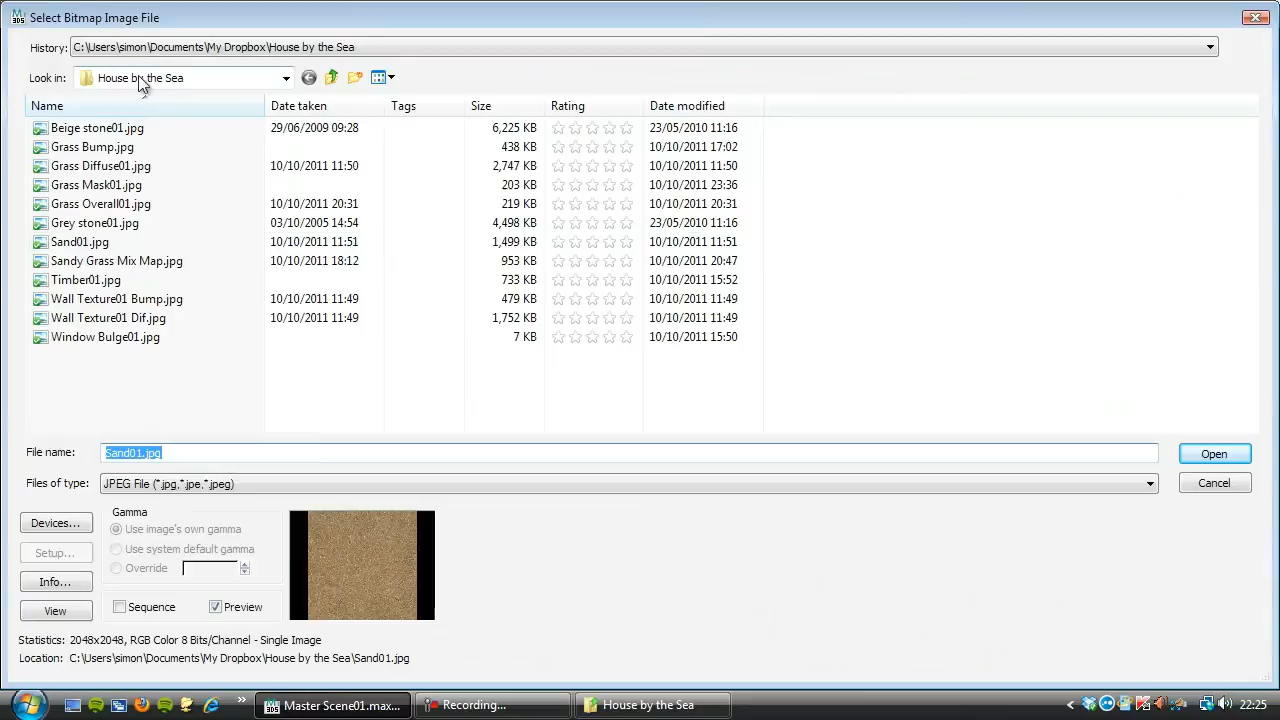 Select Bitmap Image File
History: C:\Users\simon\Documents\My Dropbox\House by the Sea
Look in: House by the Sea
Name Date taken Tags Size Rating Date modified
Beige stone01.jpg 29/06/2009 09:28 6,225 KB 23/05/2010 11:16
Grass Bump.jpg 438 KB 10/10/2011 17:02
Grass Diffuse01.jpg 10/10/2011 11:50 2,747 KB 10/10/2011 11:50
Grass Mask01.jpg 203 KB 10/10/2011 23:36
Grass Overall01.jpg 10/10/2011 20:31 219 KB 10/10/2011 20:31
Grey stone01.jpg 03/10/2005 14:54 4,498 KB 23/05/2010 11:16
Sand01.jpg 10/10/2011 11:51 1,499 KB 10/10/2011 11:51
Sandy Grass Mix Map.jpg 10/10/2011 18:12 953 KB 10/10/2011 20:47
Timber01.jpg 733 KB 10/10/2011 15:52
Wall Texture01 Bump.jpg 10/10/2011 11:49 479 KB 10/10/2011 11:49
Wall Texture01 Dif.jpg 10/10/2011 11:49 1,752 KB 10/10/2011 11:49
Window Bulge01.jpg 7 KB 10/10/2011 15:50
File name: Sand01.jpg Open
Files of type: JPEG File (*.jpg,*.jpe,*.jpeg) Cancel
Devices...
Setup...
Info...
View
Gamma
Use image's own gamma
Use system default gamma
Override
Sequence Preview
Statistics: 2048x2048, RGB Color 8 Bits/Channel - Single Image
Location: C:\Users\simon\Documents\My Dropbox\House by the Sea\Sand01.jpg
Master Scene01.max... Recording... House by the Sea 22:25